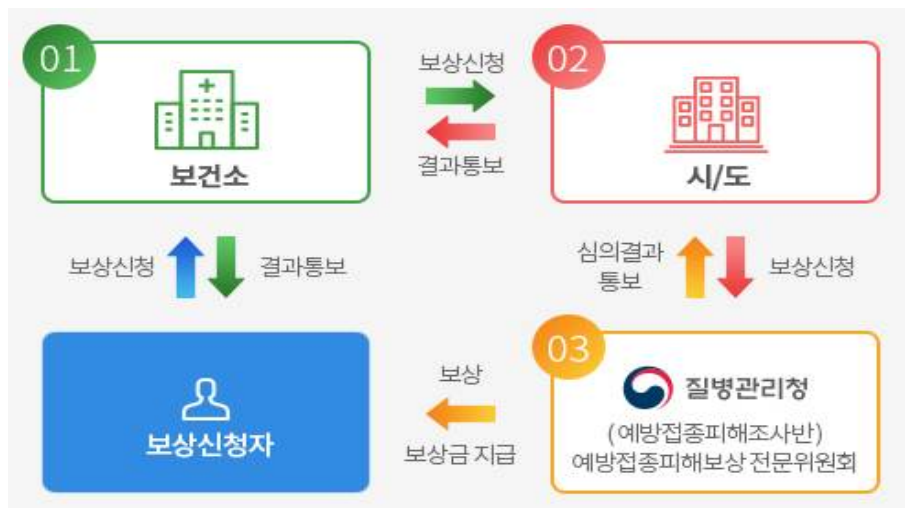 01
보건소
보상신청
결과통보
02
시/도
보상신청
결과통보
심의결과
통보
보상신청
보상신청자
보상
보상금 지급
03
질병관리청
(예방접종피해조사반)
예방접종피해보상 전문위원회